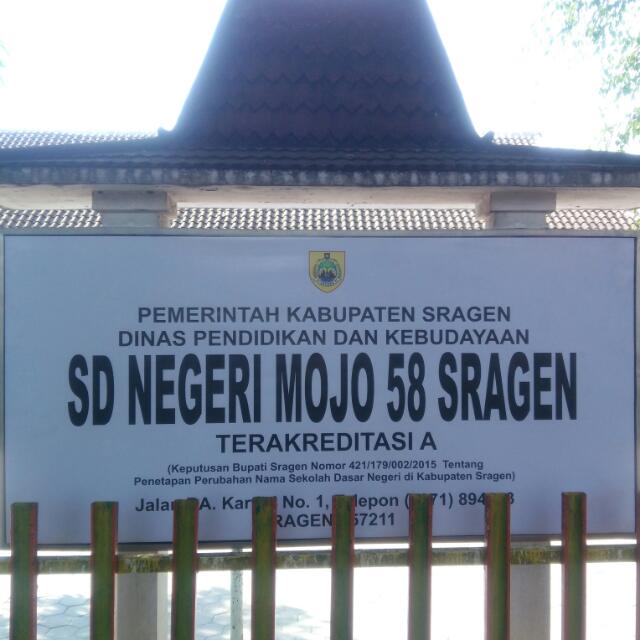 PEMERINTAH KABUPATEN SRAGEN
DINAS PENDIDIKAN DAN KEBUDAYAAN
SD NEGERI MOJO 58 SRAGEN
TERAKREDITASI A
(Keputusan Bupati Sragen Nomor 421/179/002/2015 Tentang
Penetapan Perubahan Nama Sekolah Dasar Negeri di Kabupaten Sragen)
No. 1,
57211